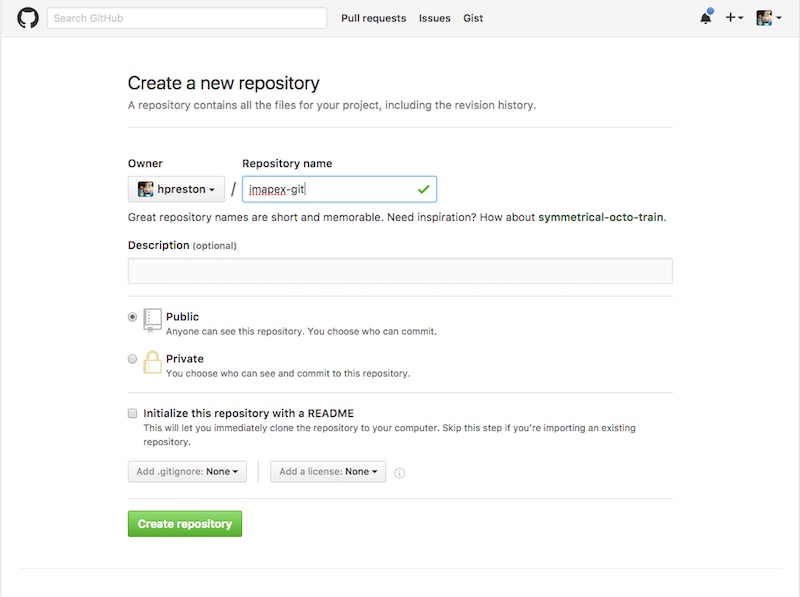 Search GitHub
Pull requests Issues Gist
Create a new repository
A repository contains all the files for your project, including the revision history.
Owner Repository name
hpreston / imapex-git
Great repository names are short and memorable. Need inspiration? How about symmetrical-octo-train.
Description (optional)
Public
Anyone can see this repository. You choose who can commit.
Private
You choose who can see and commit to this repository.
Initialize this repository with a README
This will let you immediately clone the repository to your computer. Skip this step if you’re importing an existing
repository.
Add .gitignore: None Add a license: None
Create repository